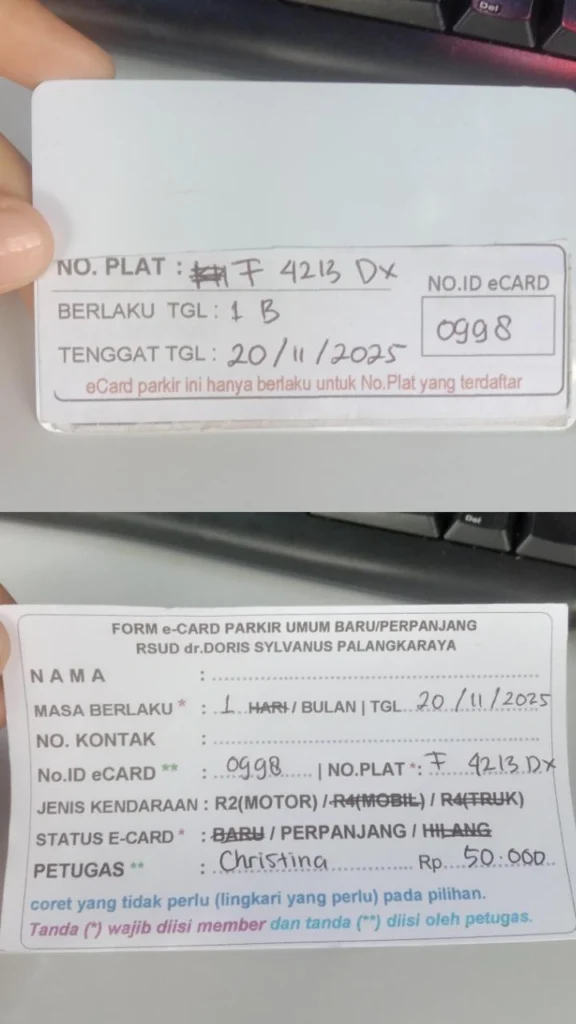 Del
NO. PLAT : F 4213 DX
BERLAKU TGL : 1 B
NO.ID eCARD
0998
TENGGAT TGL : 20/11/2025
eCard parkir ini hanya berlaku untuk No.Plat yang terdaftar
Del
FORM e-CARD PARKIR UMUM BARU/PERPANJANG
RSUD dr.DORIS SYLVANUS PALANGKARAYA
NAMA :
MASA BERLAKU * : 1 HARI / BULAN | TGL 20/11/2025
NO. KONTAK :
No.ID eCARD ** : 0998 | NO.PLAT *: F 4213 DX
JENIS KENDARAAN : R2(MOTOR) / R4(MOBIL) / R4(TRUK)
STATUS E-CARD * : BARU / PERPANJANG / HILANG
PETUGAS ** : Christina Rp. 50.000
coret yang tidak perlu (lingkari yang perlu) pada pilihan.
Tanda (*) wajib diisi member dan tanda (**) diisi oleh petugas.